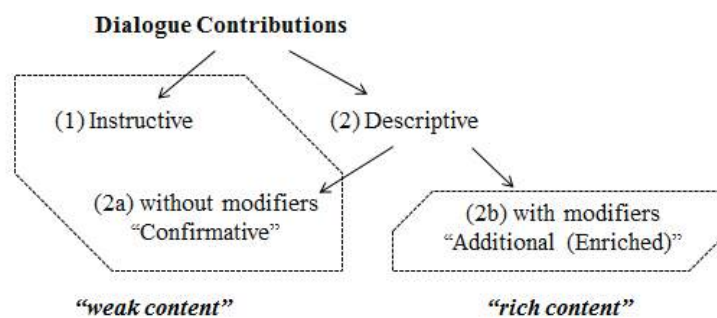 Dialogue Contributions
(1) Instructive
(2) Descriptive
(2a) without modifiers
“Confirmative”
(2b) with modifiers
“Additional (Enriched)”
“weak content”
“rich content”